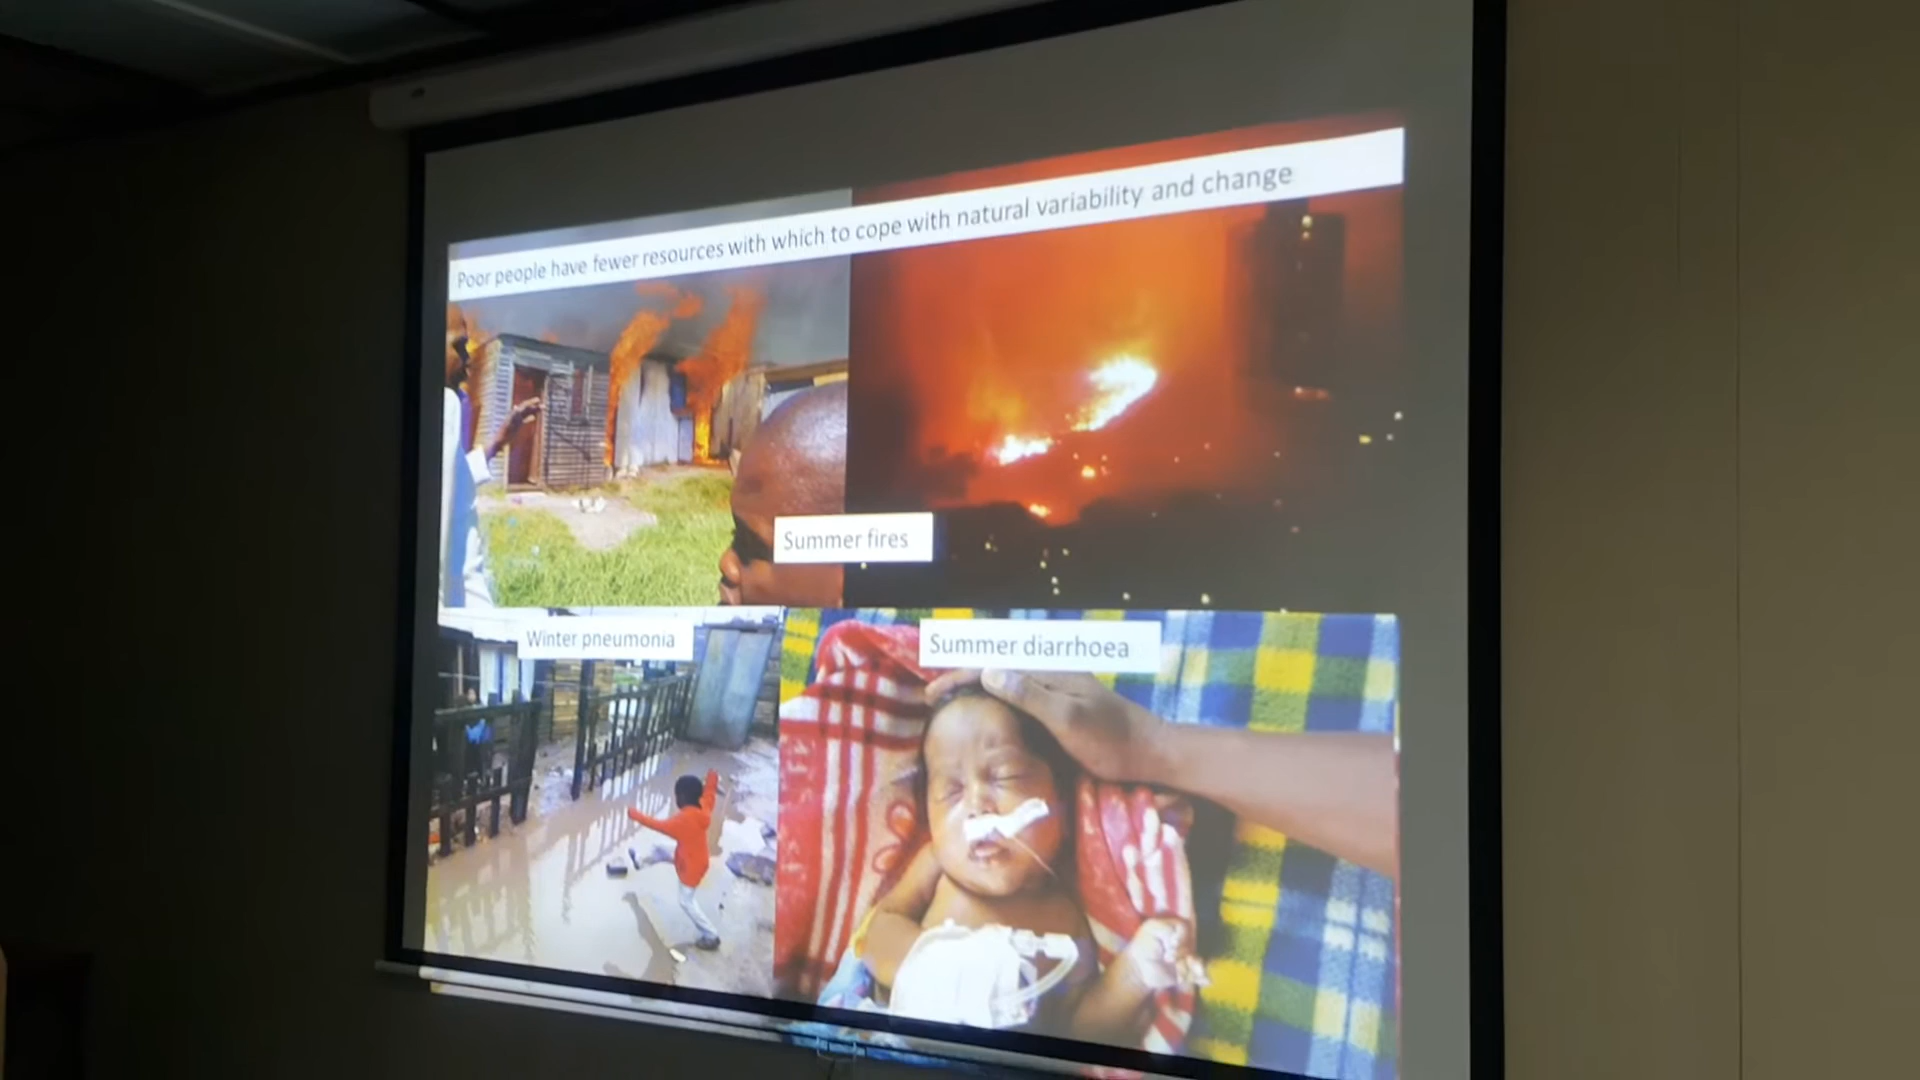 Poor people have fewer resources with which to cope with natural variability and change
Summer fires
Winter pneumonia
Summer diarrhoea